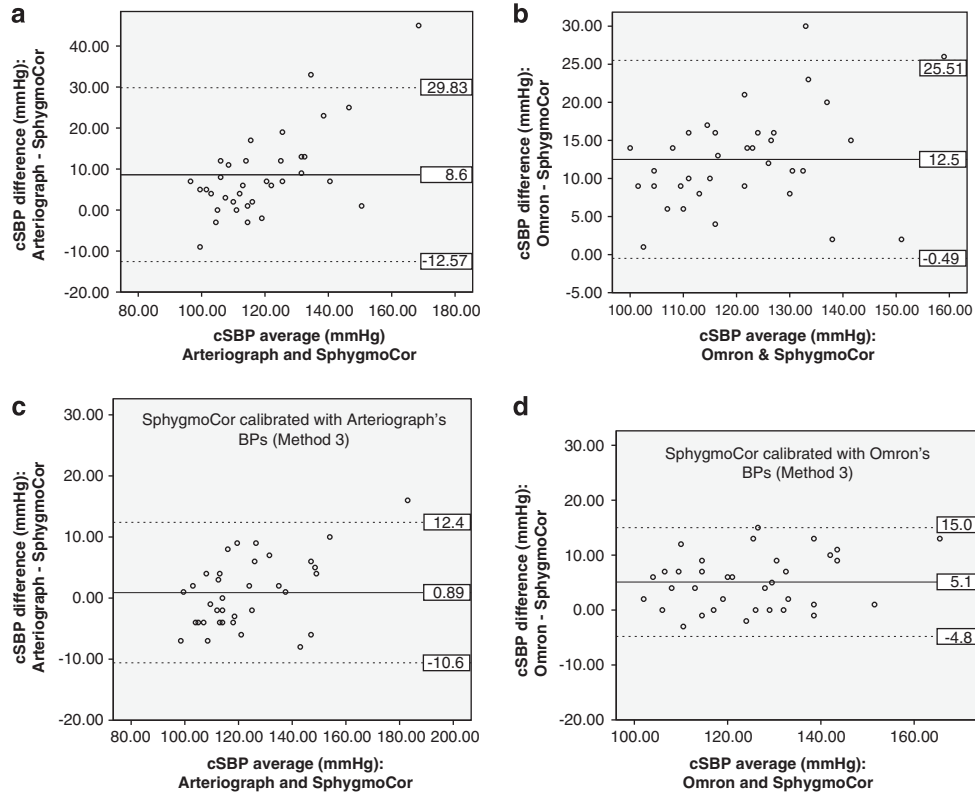 a
cSBP difference (mmHg):
Arteriograph - SphygmoCor
40.00
30.00
20.00
10.00
0.00
-10.00
-20.00
29.83
8.6
-12.57
80.00 100.00 120.00 140.00 160.00 180.00
cSBP average (mmHg)
Arteriograph and SphygmoCor
b
cSBP difference (mmHg):
Omron - SphygmoCor
30.00
25.00
20.00
15.00
10.00
5.00
0.00
-5.00
25.51
12.5
-0.49
100.00 110.00 120.00 130.00 140.00 150.00 160.00
cSBP average (mmHg):
Omron & SphygmoCor
c
SphygmoCor calibrated with Arteriograph's
BPs (Method 3)
cSBP difference (mmHg):
Arteriograph - SphygmoCor
30.00
20.00
10.00
0.00
-10.00
-20.00
12.4
0.89
-10.6
80.00 100.00 120.00 140.00 160.00 180.00 200.00
cSBP average (mmHg):
Arteriograph and SphygmoCor
d
SphygmoCor calibrated with Omron's
BPs (Method 3)
cSBP difference (mmHg):
Omron - SphygmoCor
30.00
20.00
10.00
0.00
-10.00
-20.00
15.0
5.1
-4.8
100.00 120.00 140.00 160.00
cSBP average (mmHg):
Omron and SphygmoCor